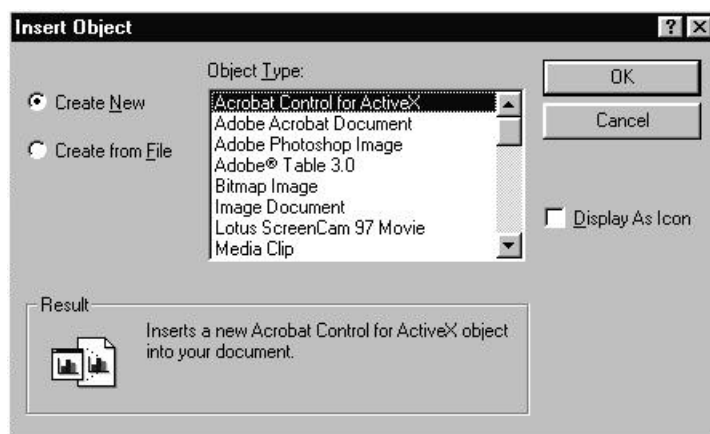 Insert Object
Object Type:
Create New
Create from File
Acrobat Control for ActiveX
Adobe Acrobat Document
Adobe Photoshop Image
Adobe® Table 3.0
Bitmap Image
Image Document
Lotus ScreenCam 97 Movie
Media Clip
OK
Cancel
Display As Icon
Result
Inserts a new Acrobat Control for ActiveX object
into your document.